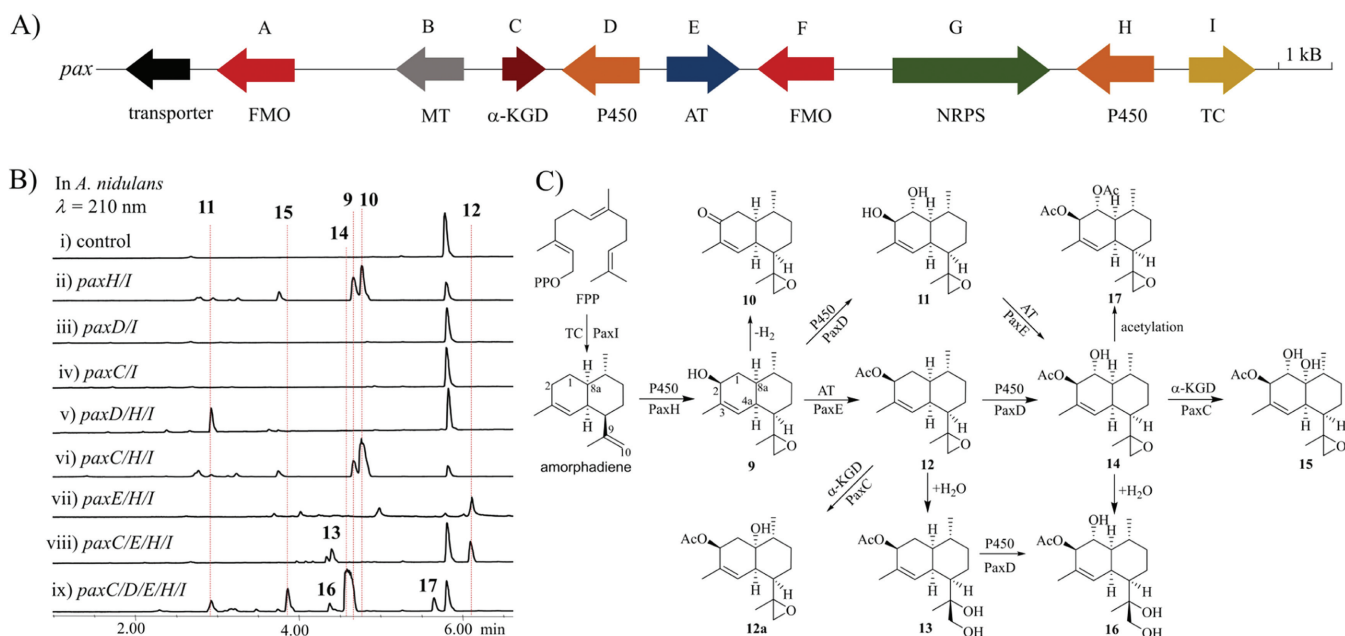 A)
A B C D E F G H I
pax
1 kB
transporter FMO MT α-KGD P450 AT FMO NRPS P450 TC
B)
In A. nidulans
λ = 210 nm
11 15 14 9 10 12
i) control
ii) paxH/I
iii) paxD/I
iv) paxC/I
v) paxD/H/I
vi) paxC/H/I
vii) paxE/H/I
viii) paxC/E/H/I
13
ix) paxC/D/E/H/I
16 17
2.00 4.00 6.00 min
C)
PPO
FPP
TC PaxI
H
1 2
H
9
10
amorphadiene
P450
PaxH
O
H
H
H
O
10
-H₂
HO
H
1 2 3 4a 8a
H
H
O
9
P450
PaxD
OH
HO
H
H
H
O
11
AT
PaxE
AT
PaxE
AcO
H
H
H
O
12
α-KGD
PaxC
OH
AcO
H
H
O
12a
+H₂O
AcO
H
H
H
OH
OH
13
P450
PaxD
P450
PaxD
OH
AcO
H
H
H
O
14
acetylation
OAc
AcO
H
H
H
O
17
α-KGD
PaxC
OH
OH
AcO
H
H
O
15
+H₂O
OH
AcO
H
H
H
OH
OH
16